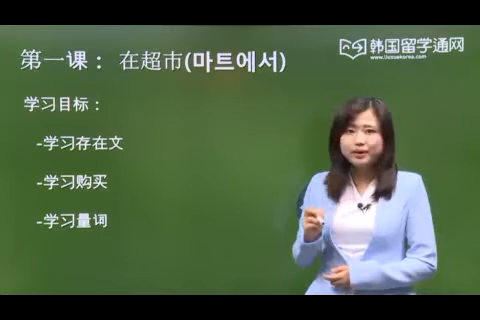 第一课： 在超市(마트에서)
韩国留学通网
www.liuxuekorea.com
学习目标：
-学习存在文
-学习购买
-学习量词